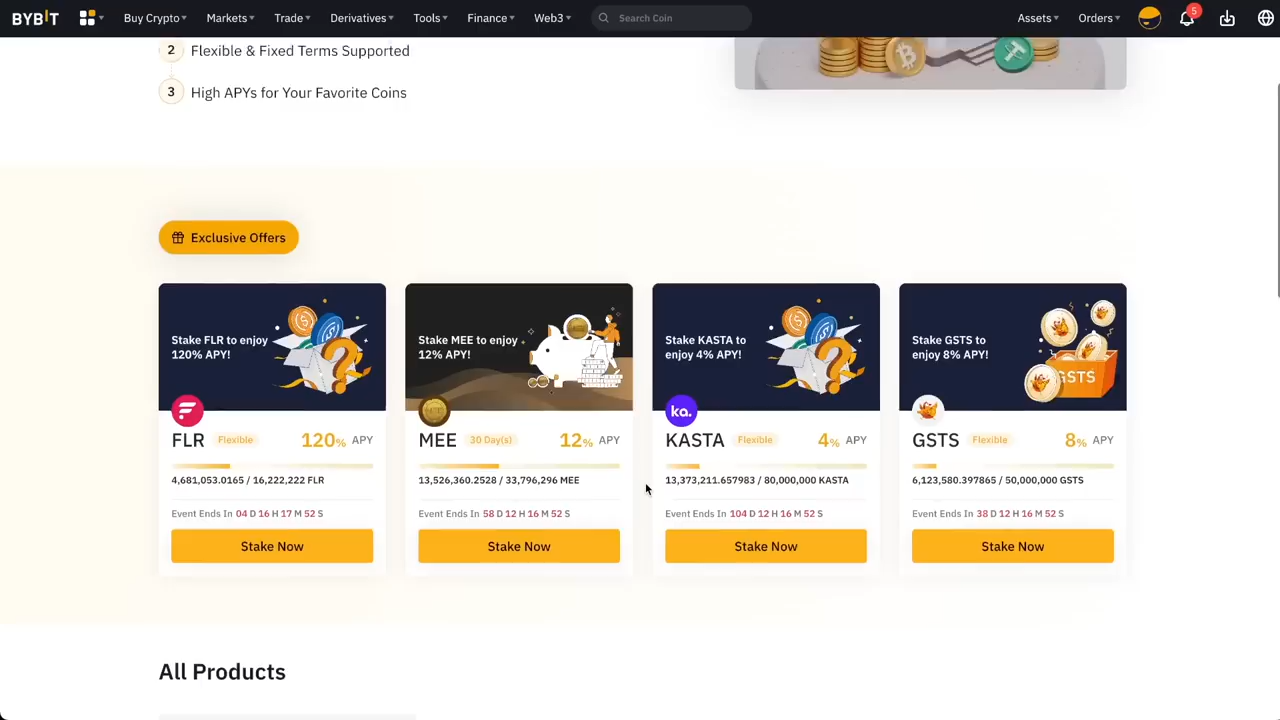 BYBIT
Buy Crypto
Markets
Trade
Derivatives
Tools
Finance
Web3
Search Coin
Assets
Orders
5
2 Flexible & Fixed Terms Supported
3 High APYs for Your Favorite Coins
Exclusive Offers
Stake FLR to enjoy
120% APY!
FLR Flexible 120% APY
4,681,053.0165 / 16,222,222 FLR
Event Ends In 04 D 16 H 17 M 52 S
Stake Now
Stake MEE to enjoy
12% APY!
MEE 30 Day(s) 12% APY
13,526,360.2528 / 33,796,296 MEE
Event Ends In 58 D 12 H 16 M 52 S
Stake Now
Stake KASTA to
enjoy 4% APY!
ka.
KASTA Flexible 4% APY
13,373,211.657983 / 80,000,000 KASTA
Event Ends In 104 D 12 H 16 M 52 S
Stake Now
Stake GSTS to
enjoy 8% APY!
GSTS
GSTS Flexible 8% APY
6,123,580.397865 / 50,000,000 GSTS
Event Ends In 38 D 12 H 16 M 52 S
Stake Now
All Products